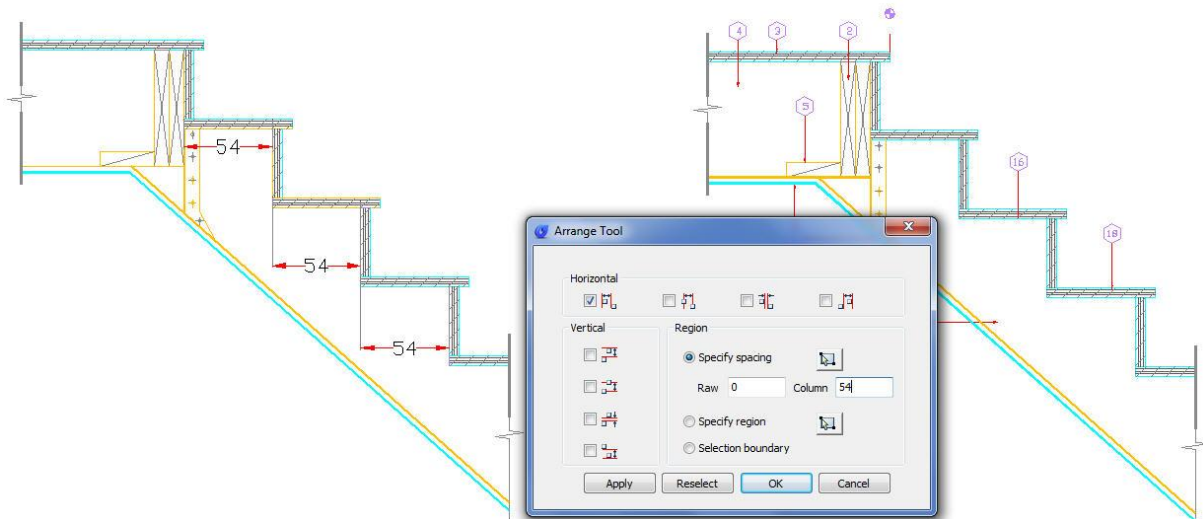 4
3
2
54
5
16
54
18
54
Arrange Tool
Horizontal
Vertical
Region
Specify spacing
Raw 0 Column 54
Specify region
Selection boundary
Apply Reselect OK Cancel